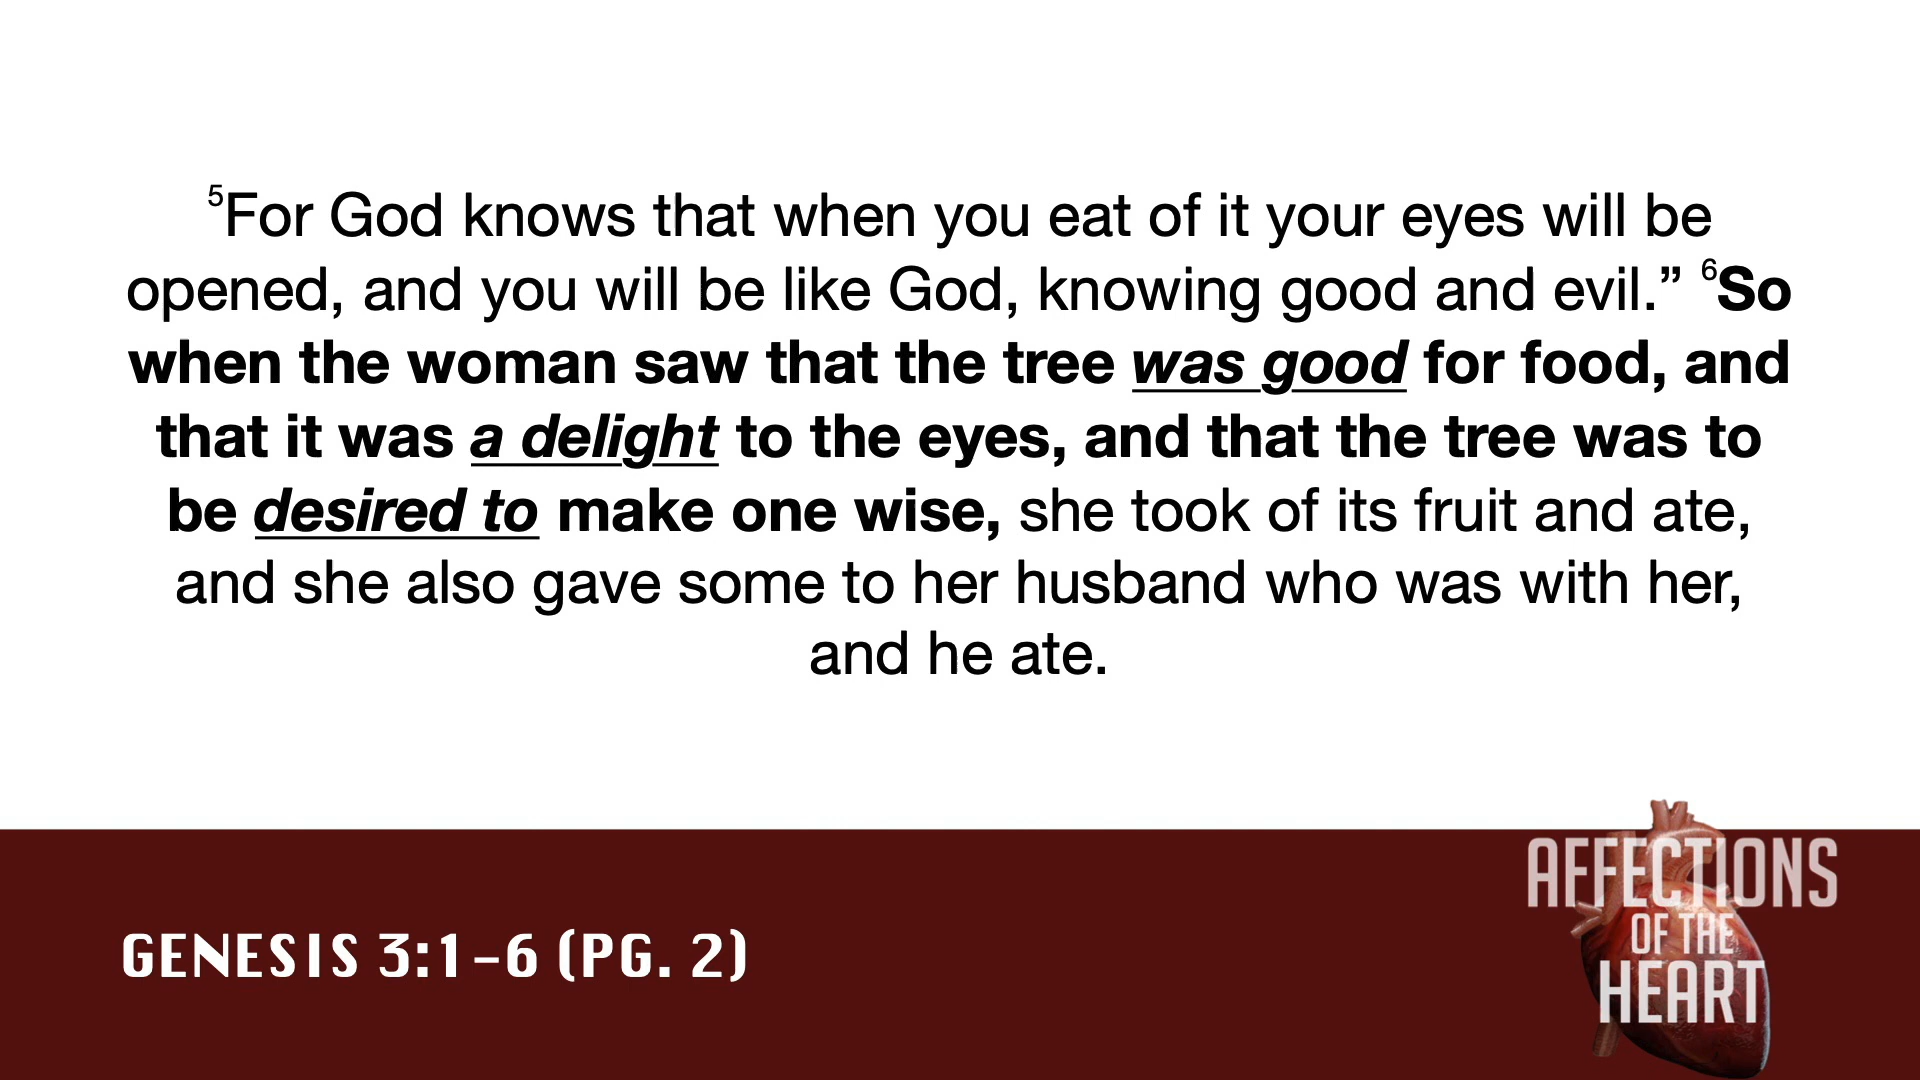 ⁵For God knows that when you eat of it your eyes will be
opened, and you will be like God, knowing good and evil.” ⁶So
when the woman saw that the tree was good for food, and
that it was a delight to the eyes, and that the tree was to
be desired to make one wise, she took of its fruit and ate,
and she also gave some to her husband who was with her,
and he ate.
GENESIS 3:1–6 (PG. 2)
AFFECTIONS
OF THE
HEART